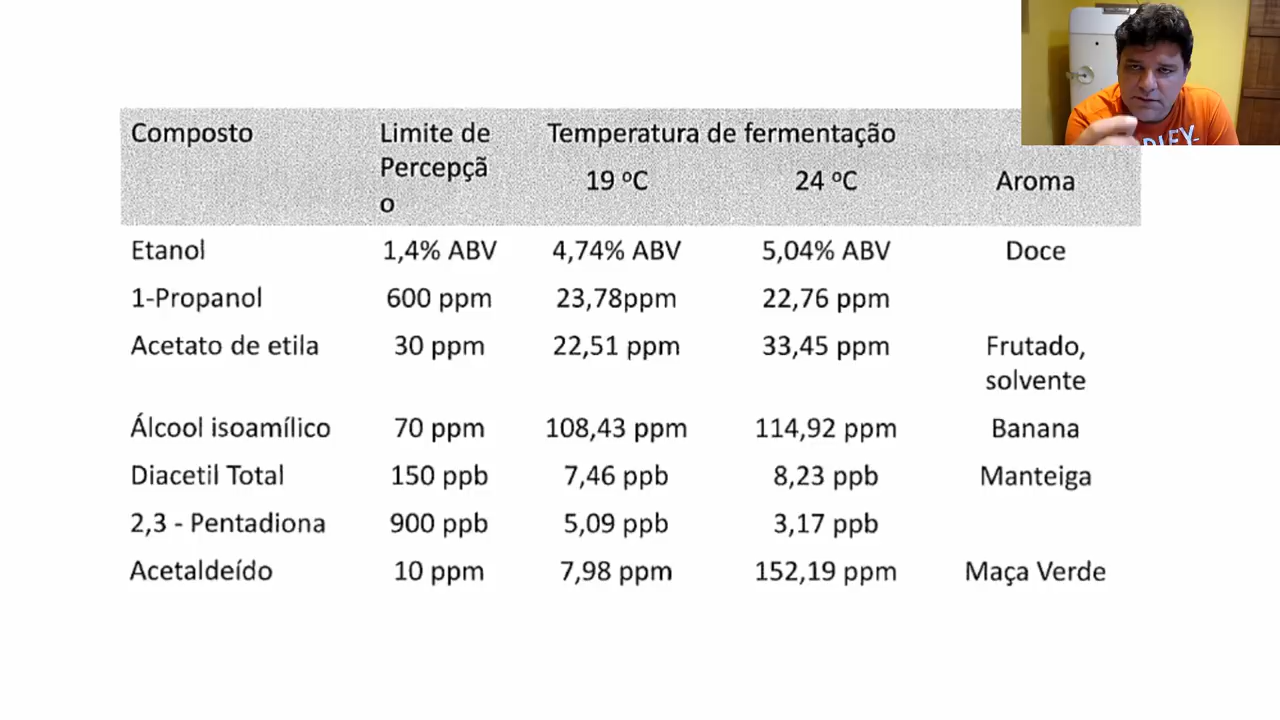 Composto Limite de Percepçã o Temperatura de fermentação
19 ºC 24 ºC Aroma
Etanol 1,4% ABV 4,74% ABV 5,04% ABV Doce
1-Propanol 600 ppm 23,78ppm 22,76 ppm
Acetato de etila 30 ppm 22,51 ppm 33,45 ppm Frutado,
solvente
Álcool isoamílico 70 ppm 108,43 ppm 114,92 ppm Banana
Diacetil Total 150 ppb 7,46 ppb 8,23 ppb Manteiga
2,3 - Pentadiona 900 ppb 5,09 ppb 3,17 ppb
Acetaldeído 10 ppm 7,98 ppm 152,19 ppm Maça Verde